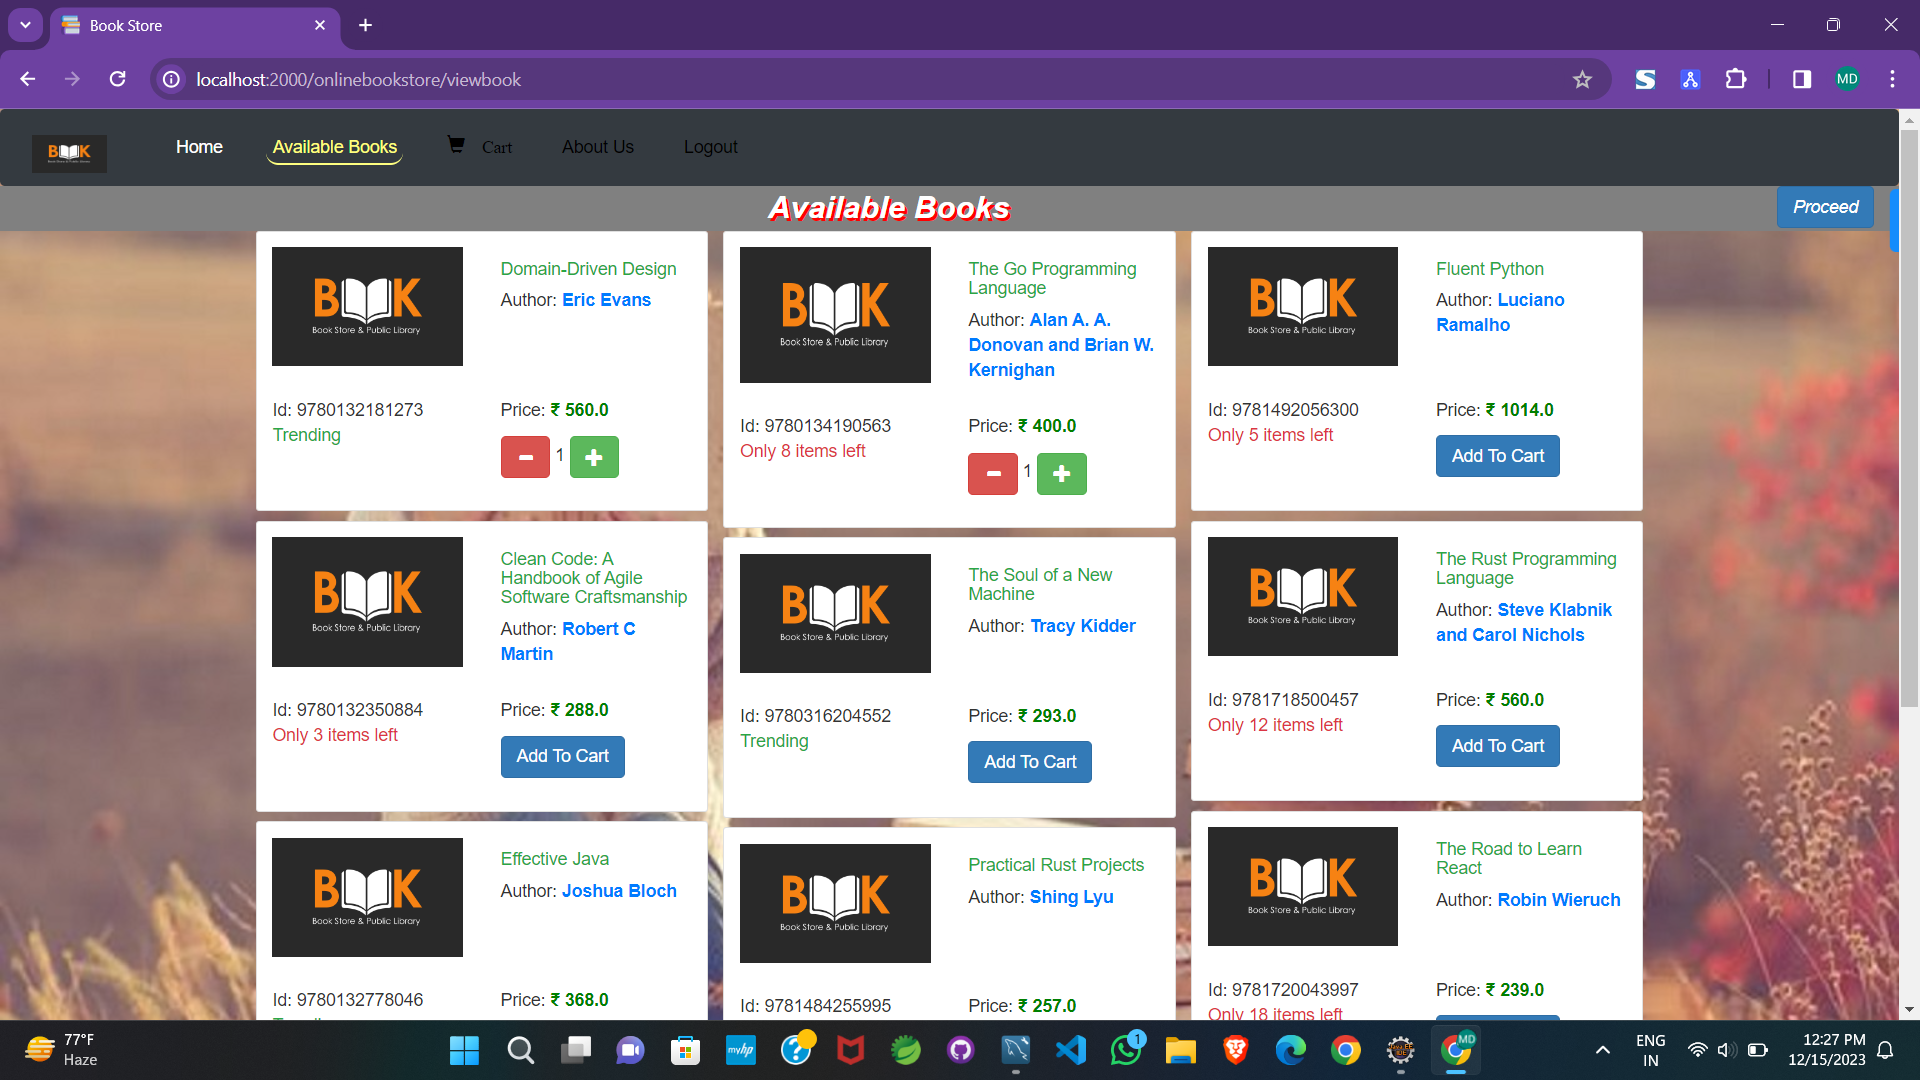 Book Store
localhost:2000/onlinebookstore/viewbook
MD
BOOK
Home
Available Books
Cart
About Us
Logout
Available Books
Proceed
BOOK
Book Store & Public Library
Domain-Driven Design
Author: Eric Evans
Id: 9780132181273
Trending
Price: ₹ 560.0
1
BOOK
Book Store & Public Library
The Go Programming
Language
Author: Alan A. A.
Donovan and Brian W.
Kernighan
Id: 9780134190563
Only 8 items left
Price: ₹ 400.0
1
BOOK
Book Store & Public Library
Fluent Python
Author: Luciano
Ramalho
Id: 9781492056300
Only 5 items left
Price: ₹ 1014.0
Add To Cart
BOOK
Book Store & Public Library
Clean Code: A
Handbook of Agile
Software Craftsmanship
Author: Robert C
Martin
Id: 9780132350884
Only 3 items left
Price: ₹ 288.0
Add To Cart
BOOK
Book Store & Public Library
The Soul of a New
Machine
Author: Tracy Kidder
Id: 9780316204552
Trending
Price: ₹ 293.0
Add To Cart
BOOK
Book Store & Public Library
The Rust Programming
Language
Author: Steve Klabnik
and Carol Nichols
Id: 9781718500457
Only 12 items left
Price: ₹ 560.0
Add To Cart
BOOK
Book Store & Public Library
Effective Java
Author: Joshua Bloch
Id: 9780132778046
Price: ₹ 368.0
BOOK
Book Store & Public Library
Practical Rust Projects
Author: Shing Lyu
Id: 9781484255995
Price: ₹ 257.0
BOOK
Book Store & Public Library
The Road to Learn
React
Author: Robin Wieruch
Id: 9781720043997
Only 18 items left
Price: ₹ 239.0
77°F
Haze
myhp
1
MD
ENG
IN
12:27 PM
12/15/2023